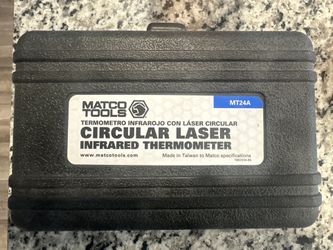 MATCO
TOOLS
MT24A
TERMOMETRO INFRAROJO CON LÁSER CIRCULAR
CIRCULAR LASER
INFRARED THERMOMETER
www.matcotools.com
Made in Taiwan to Matco specifications